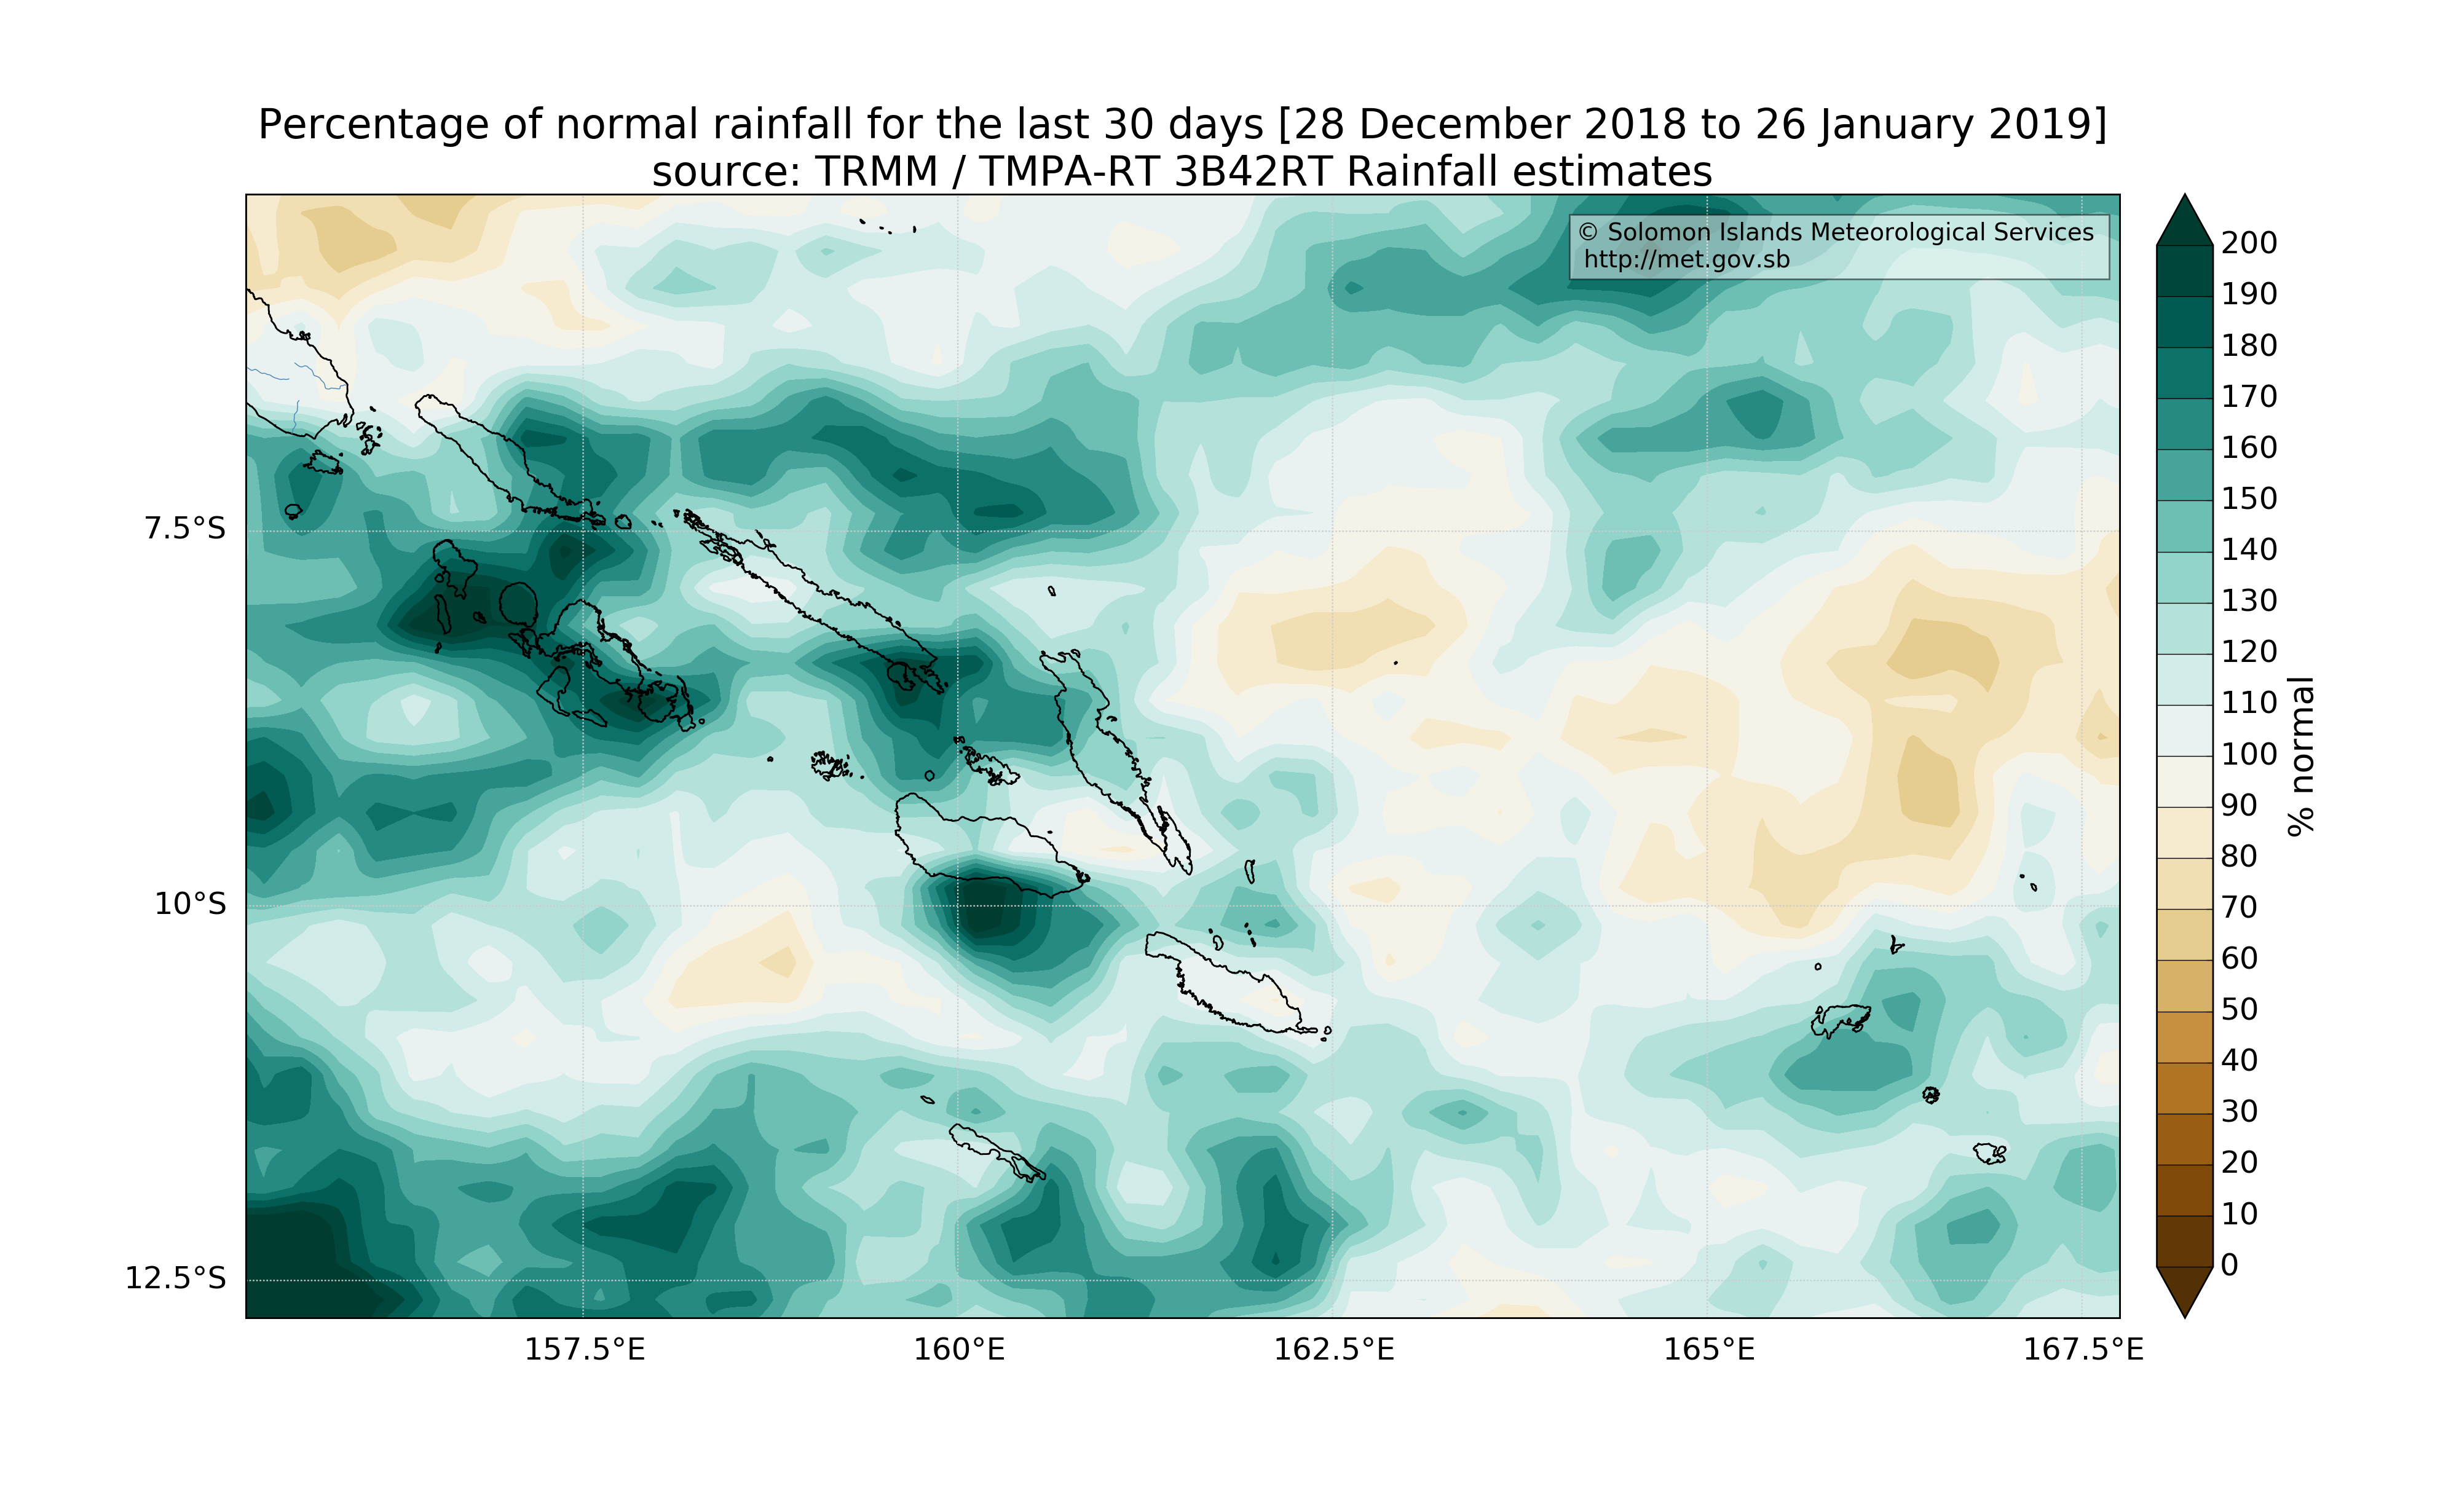 Percentage of normal rainfall for the last 30 days [28 December 2018 to 26 January 2019]
source: TRMM / TMPA-RT 3B42RT Rainfall estimates
© Solomon Islands Meteorological Services
http://met.gov.sb
7.5°S
10°S
12.5°S
157.5°E
160°E
162.5°E
165°E
167.5°E
200
190
180
170
160
150
140
130
120
110
100
90
80
70
60
50
40
30
20
10
0
% normal